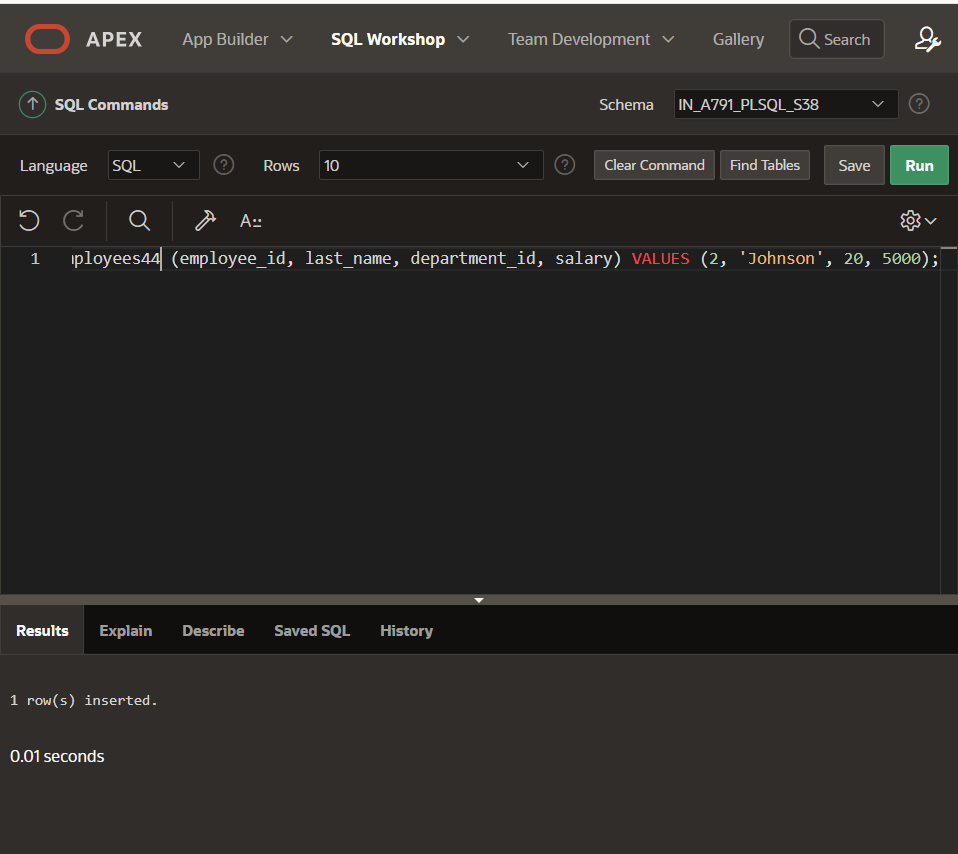 APEX App Builder SQL Workshop Team Development Gallery Search
SQL Commands Schema IN_A791_PLSQL_S38
Language SQL Rows 10 Clear Command Find Tables Save Run
A::
1 ployees44 (employee_id, last_name, department_id, salary) VALUES (2, 'Johnson', 20, 5000);
Results Explain Describe Saved SQL History
1 row(s) inserted.
0.01 seconds